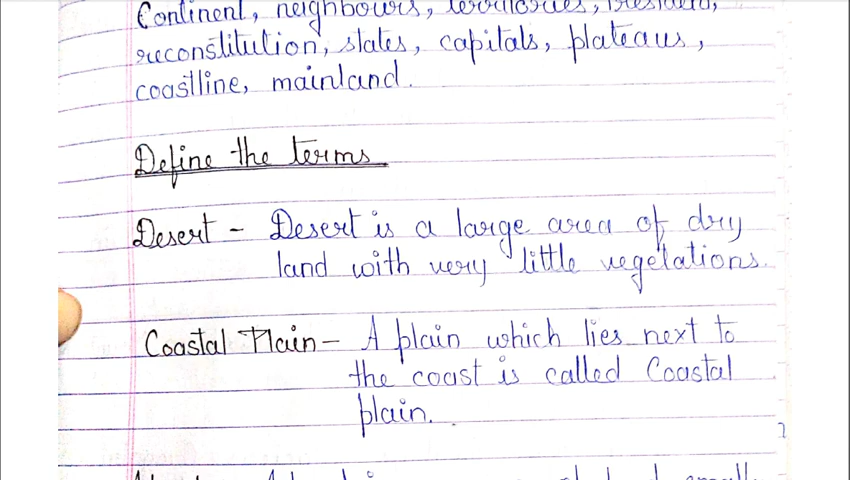 Continent, neighbours, territories,
reconstitution, states, capitals, plateaus,
coastline, mainland.
Define the terms
Desert - Desert is a large area of dry
land with very little vegetations.
Coastal Plain - A plain which lies next to
the coast is called Coastal
plain.